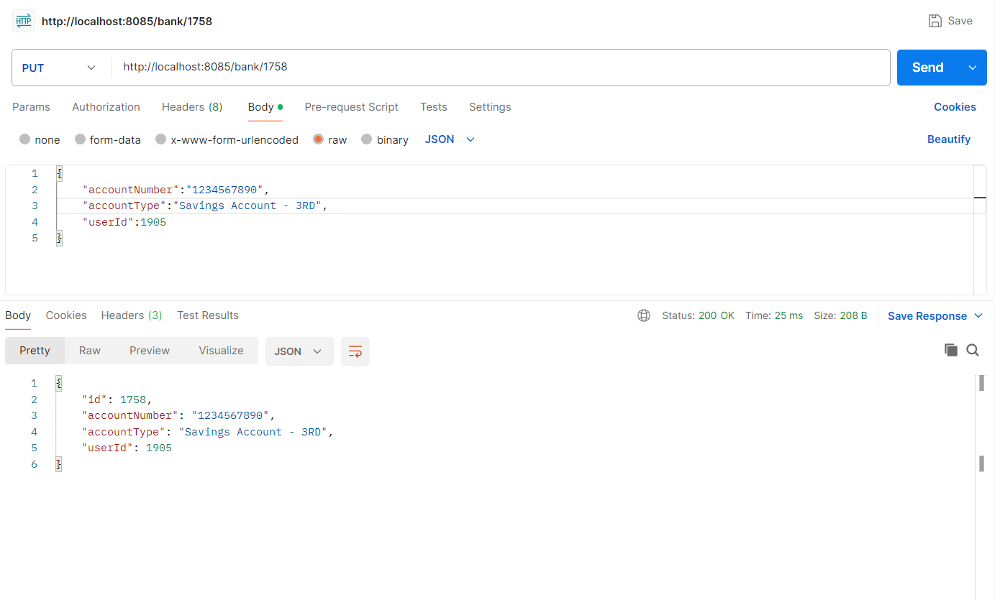 HTTP http://localhost:8085/bank/1758 Save
PUT http://localhost:8085/bank/1758 Send
Params Authorization Headers (8) Body Pre-request Script Tests Settings Cookies
none form-data x-www-form-urlencoded raw binary JSON Beautify
1 {
2 "accountNumber":"1234567890",
3 "accountType":"Savings Account - 3RD",
4 "userId":1905
5 }
Body Cookies Headers (3) Test Results Status: 200 OK Time: 25 ms Size: 208 B Save Response
Pretty Raw Preview Visualize JSON
1 {
2 "id": 1758,
3 "accountNumber": "1234567890",
4 "accountType": "Savings Account - 3RD",
5 "userId": 1905
6 }